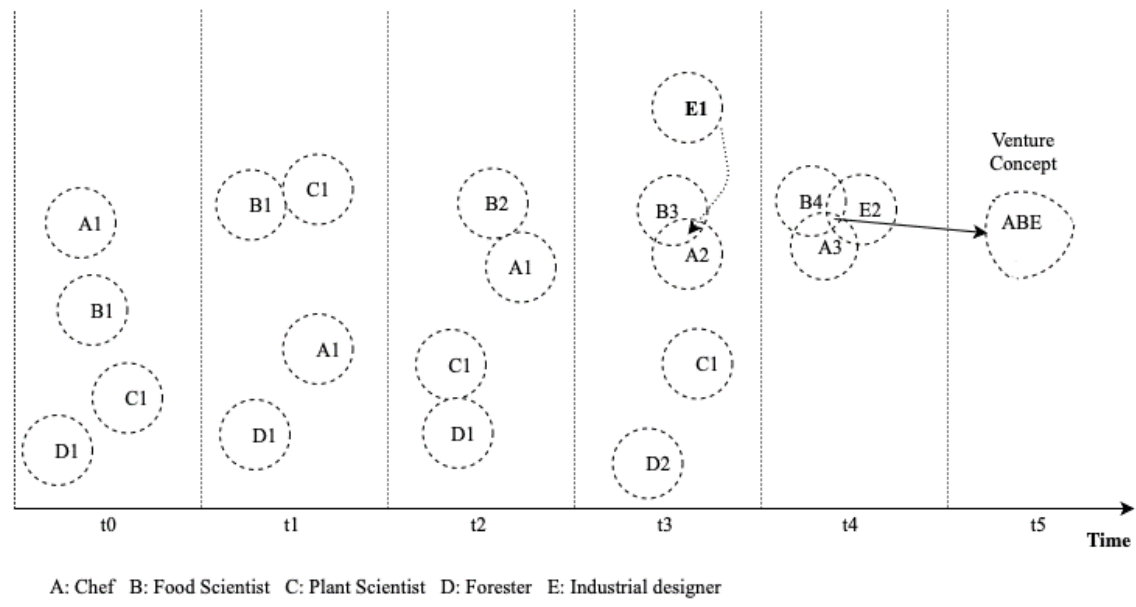 E1
Venture
Concept
A1
B1
C1
B2
B3
B4
E2
ABE
A1
A2
A3
B1
C1
A1
C1
C1
D1
D1
D1
D2
t0
t1
t2
t3
t4
t5
Time
A: Chef B: Food Scientist C: Plant Scientist D: Forester E: Industrial designer